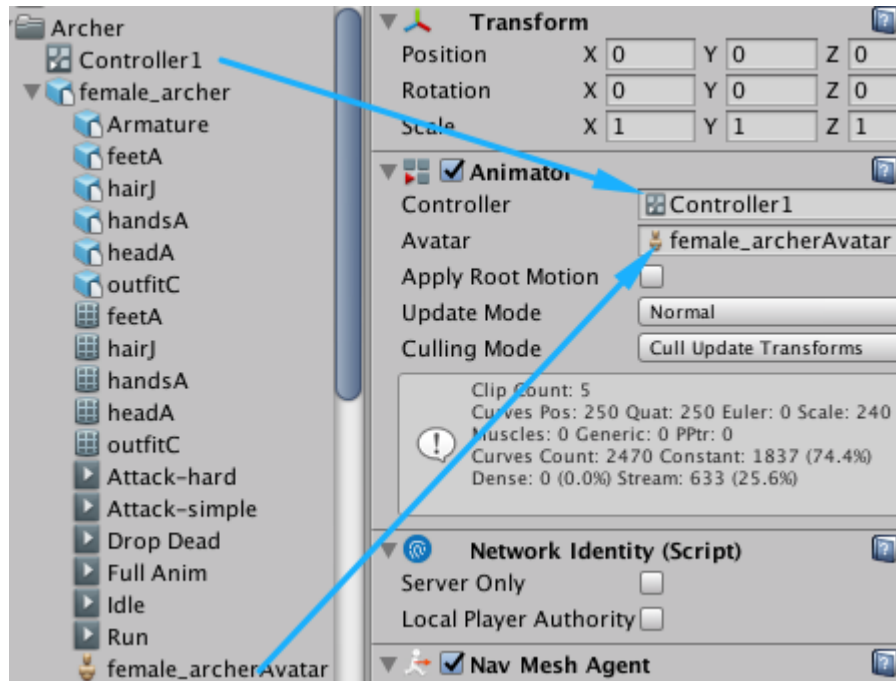 Archer
Controller1
female_archer
Armature
feetA
hairJ
handsA
headA
outfitC
feetA
hairJ
handsA
headA
outfitC
Attack-hard
Attack-simple
Drop Dead
Full Anim
Idle
Run
female_archerAvatar
Transform
Position X 0 Y 0 Z 0
Rotation X 0 Y 0 Z 0
Scale X 1 Y 1 Z 1
Animator
Controller Controller1
Avatar female_archerAvatar
Apply Root Motion
Update Mode Normal
Culling Mode Cull Update Transforms
Clip Count: 5
Curves Pos: 250 Quat: 250 Euler: 0 Scale: 240
Muscles: 0 Generic: 0 PPtr: 0
Curves Count: 2470 Constant: 1837 (74.4%)
Dense: 0 (0.0%) Stream: 633 (25.6%)
Network Identity (Script)
Server Only
Local Player Authority
Nav Mesh Agent